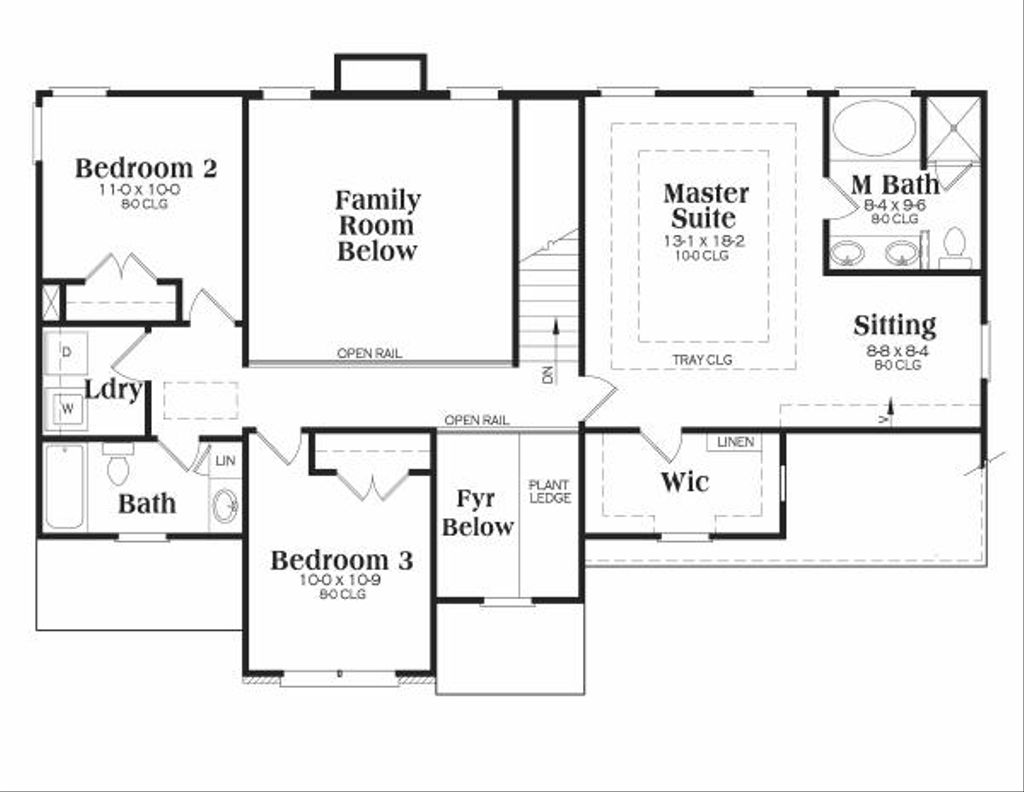 Bedroom 2
11-0 x 10-0
8-0 CLG
Family
Room
Below
Master
Suite
13-1 x 18-2
10-0 CLG
M Bath
8-4 x 9-6
8-0 CLG
Sitting
8-8 x 8-4
8-0 CLG
OPEN RAIL
TRAY CLG
DN
D
W
Ldry
OPEN RAIL
V
LINEN
Wic
LIN
Bath
Fyr
Below
PLANT
LEDGE
Bedroom 3
10-0 x 10-9
8-0 CLG